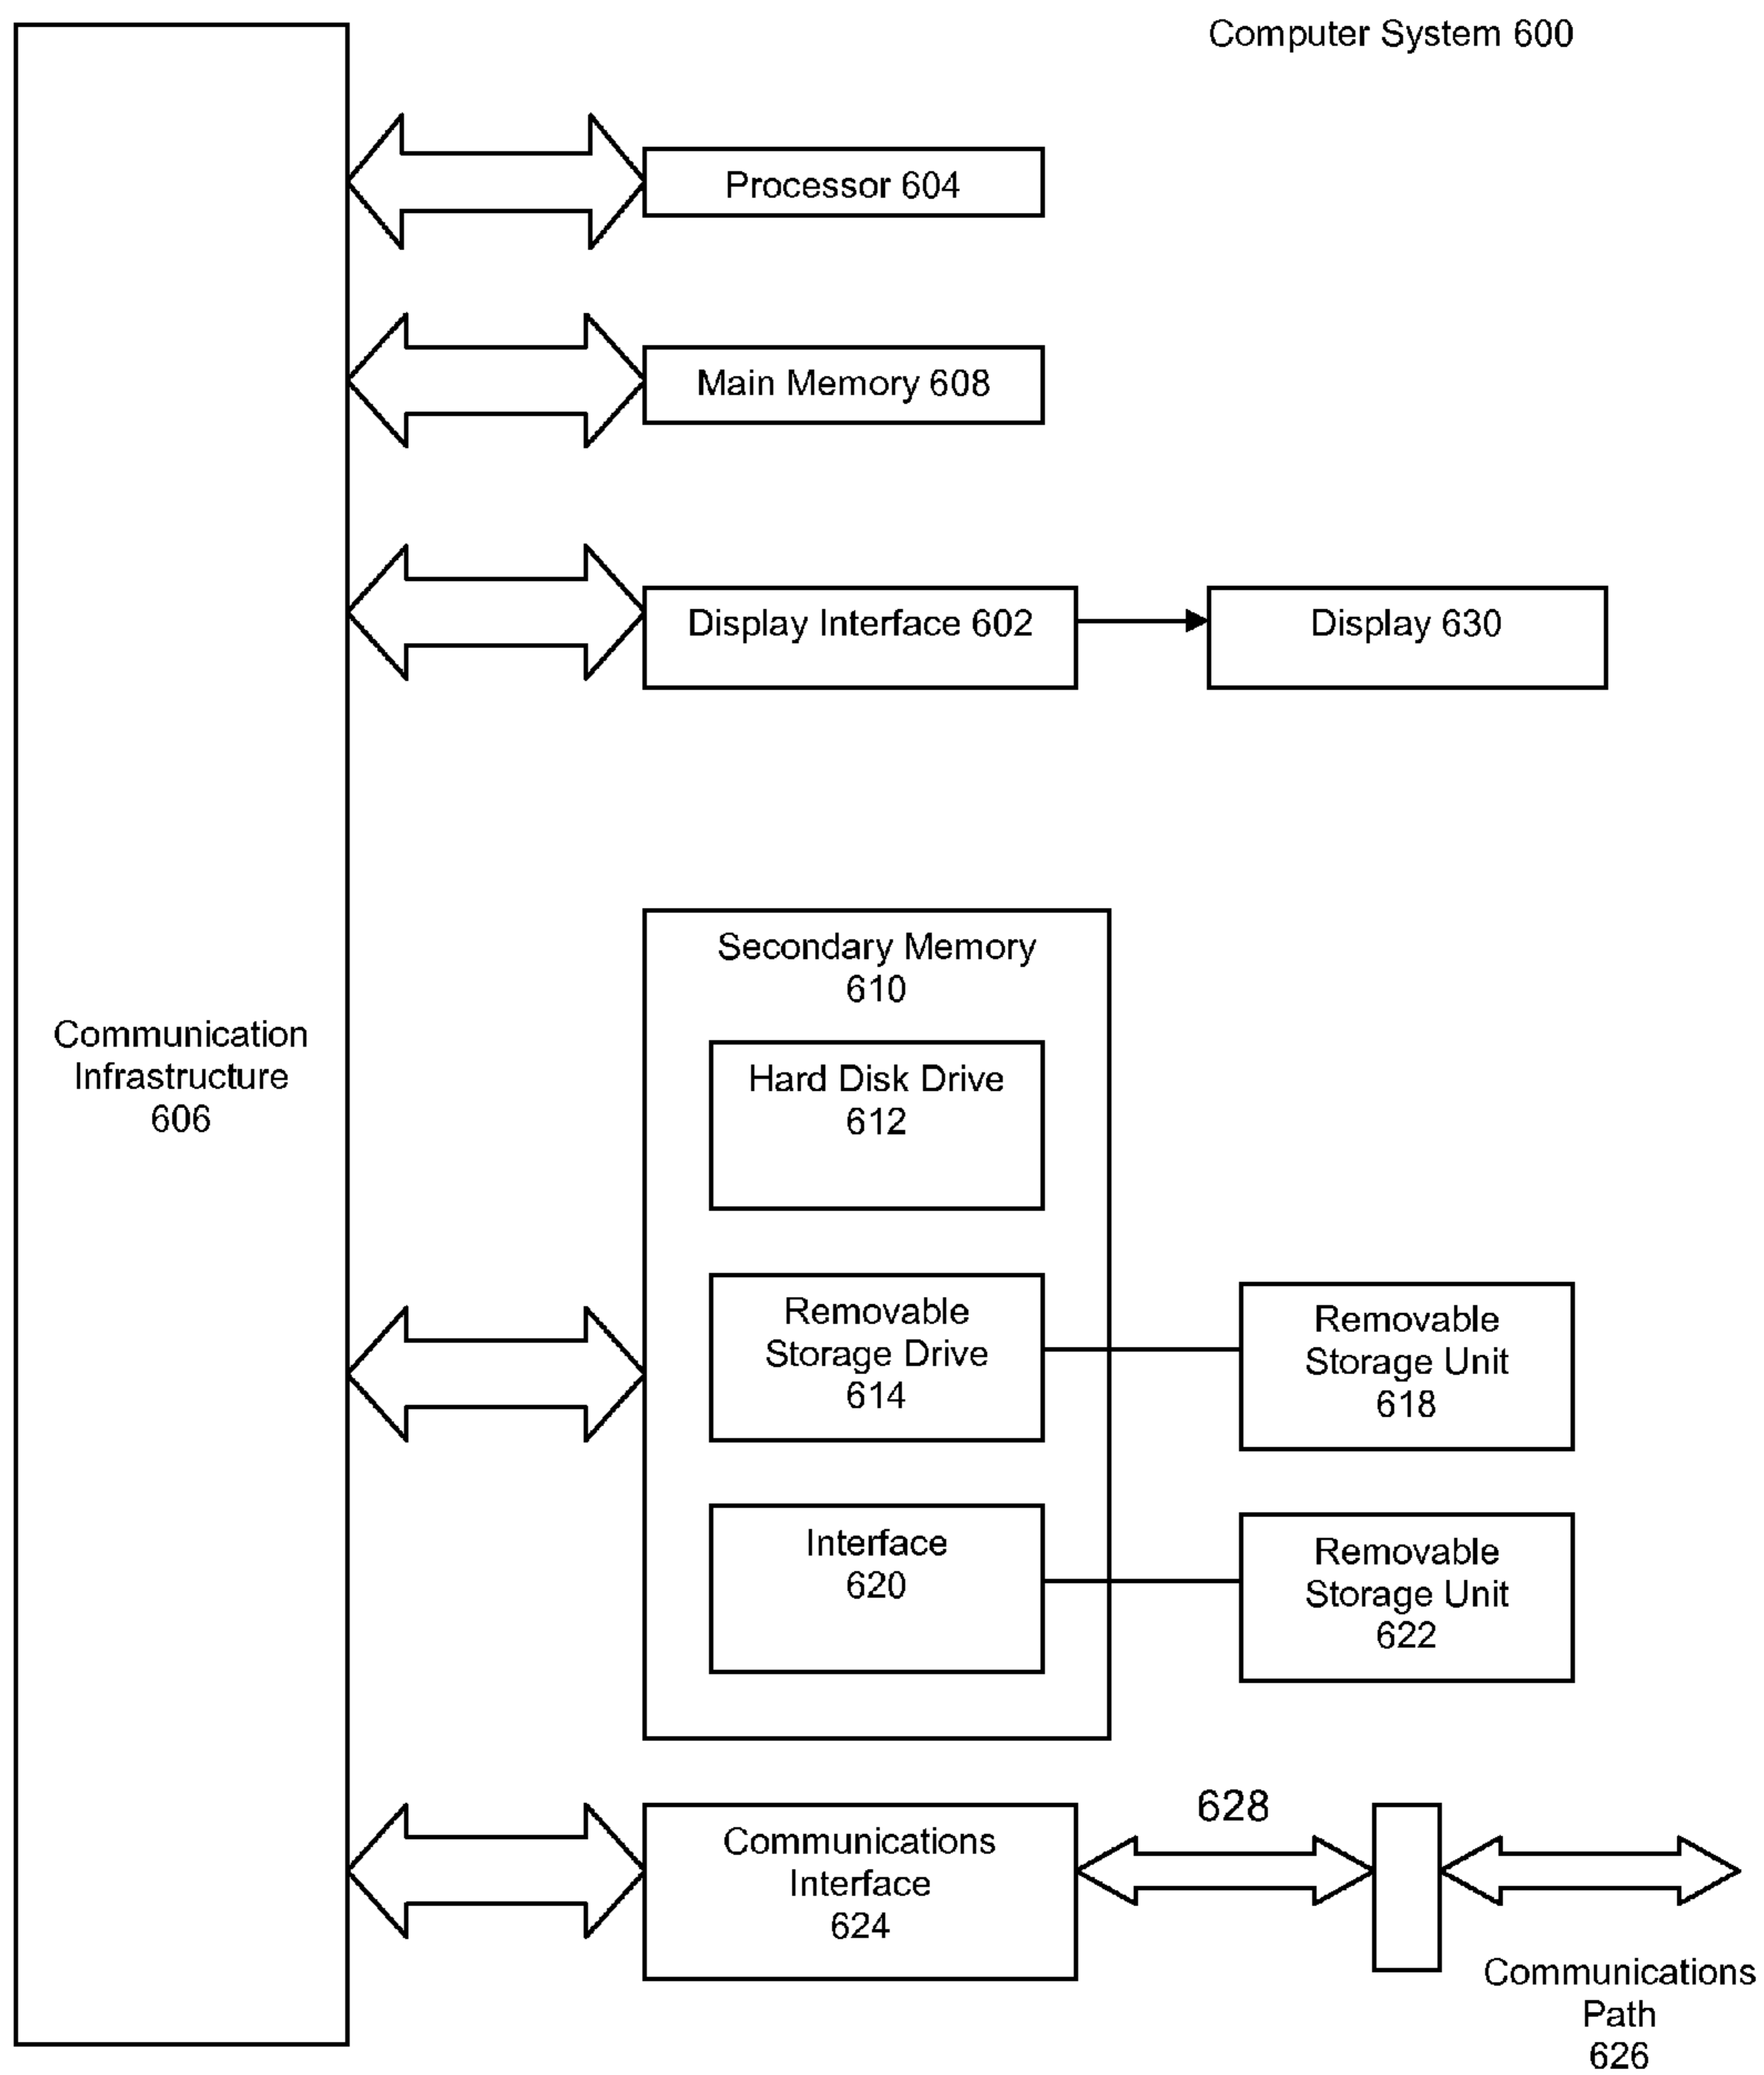 Computer System 600
Processor 604
Main Memory 608
Display Interface 602
Display 630
Communication
Infrastructure
606
Secondary Memory
610
Hard Disk Drive
612
Removable
Storage Drive
614
Removable
Storage Unit
618
Interface
620
Removable
Storage Unit
622
Communications
Interface
624
628
Communications
Path
626